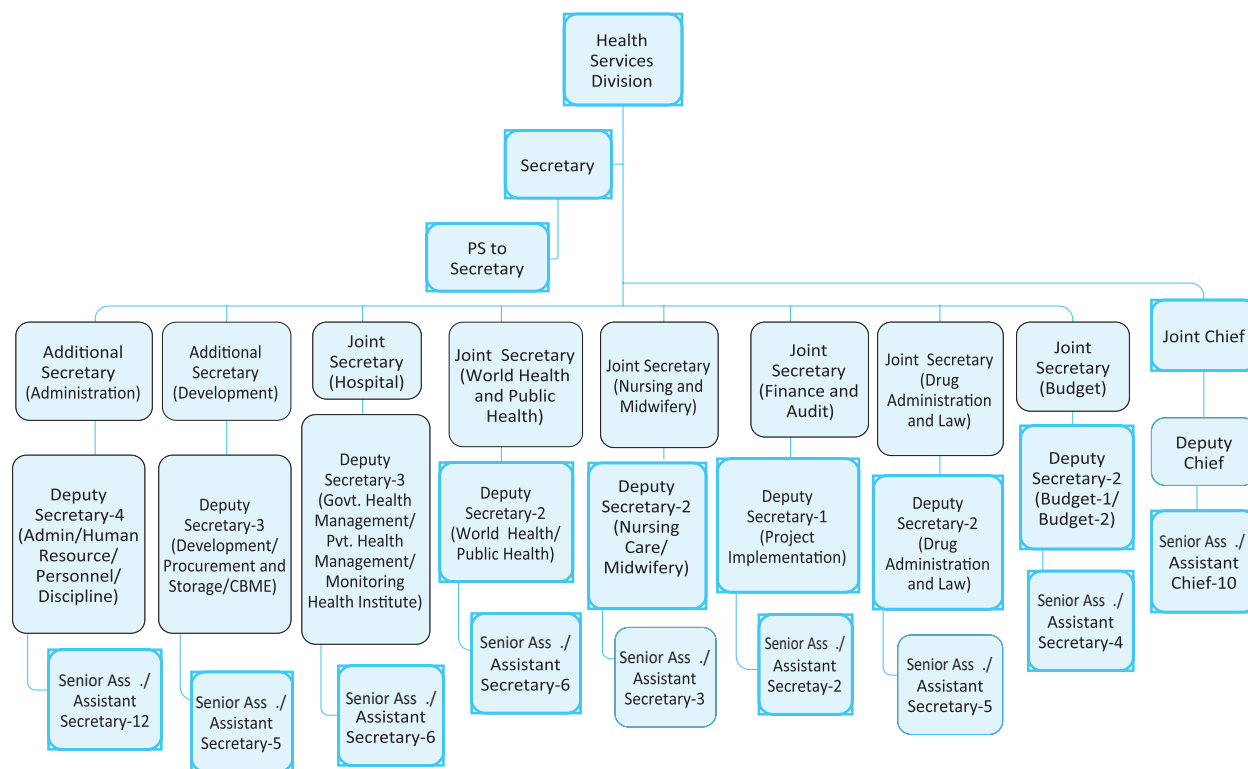 Health
Services
Division
Secretary
PS to
Secretary
Additional
Secretary
(Administration)
Additional
Secretary
(Development)
Joint
Secretary
(Hospital)
Joint Secretary
(World Health
and Public
Health)
Joint Secretary
(Nursing and
Midwifery)
Joint
Secretary
(Finance and
Audit)
Joint Secretary
(Drug
Administration
and Law)
Joint
Secretary
(Budget)
Joint Chief
Deputy
Secretary-4
(Admin/Human
Resource/
Personnel/
Discipline)
Deputy
Secretary-3
(Development/
Procurement and
Storage/CBME)
Deputy
Secretary-3
(Govt. Health
Management/
Pvt. Health
Management/
Monitoring
Health Institute)
Deputy
Secretary-2
(World Health/
Public Health)
Deputy
Secretary-2
(Nursing
Care/
Midwifery)
Deputy
Secretary-1
(Project
Implementation)
Deputy
Secretary-2
(Drug
Administration
and Law)
Deputy
Secretary-2
(Budget-1/
Budget-2)
Deputy
Chief
Senior Ass ./
Assistant
Secretary-12
Senior Ass ./
Assistant
Secretary-5
Senior Ass ./
Assistant
Secretary-6
Senior Ass ./
Assistant
Secretary-6
Senior Ass ./
Assistant
Secretary-3
Senior Ass ./
Assistant
Secretay-2
Senior Ass ./
Assistant
Secretary-5
Senior Ass ./
Assistant
Secretary-4
Senior Ass ./
Assistant
Chief-10